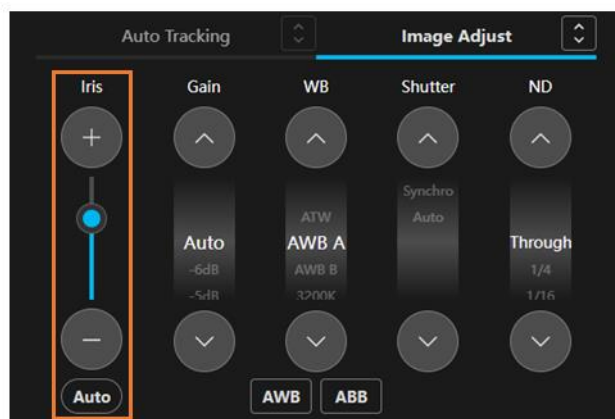 Auto Tracking
Image Adjust
Iris
Gain
WB
Shutter
ND
Synchro
ATW
Auto
Auto
AWB A
Through
-6dB
AWB B
1/4
-5dB
3200K
1/16
Auto
AWB
ABB